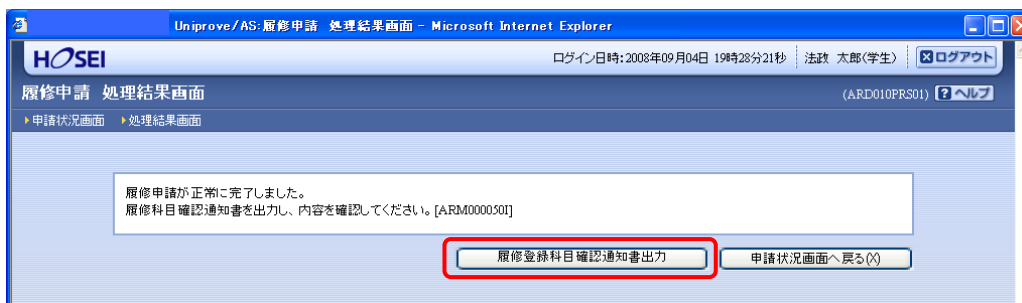 Uniprove/AS:履修申請 処理結果画面 - Microsoft Internet Explorer
HOSEI ログイン日時:2008年09月04日 19時28分21秒 法政 太郎(学生) ログアウト
履修申請 処理結果画面 (ARD010PRS01) ? ヘルプ
申請状況画面 処理結果画面
履修申請が正常に完了しました。
履修科目確認通知書を出力し、内容を確認してください。[ARM000050I]
履修登録科目確認通知書出力 申請状況画面へ戻る(X)